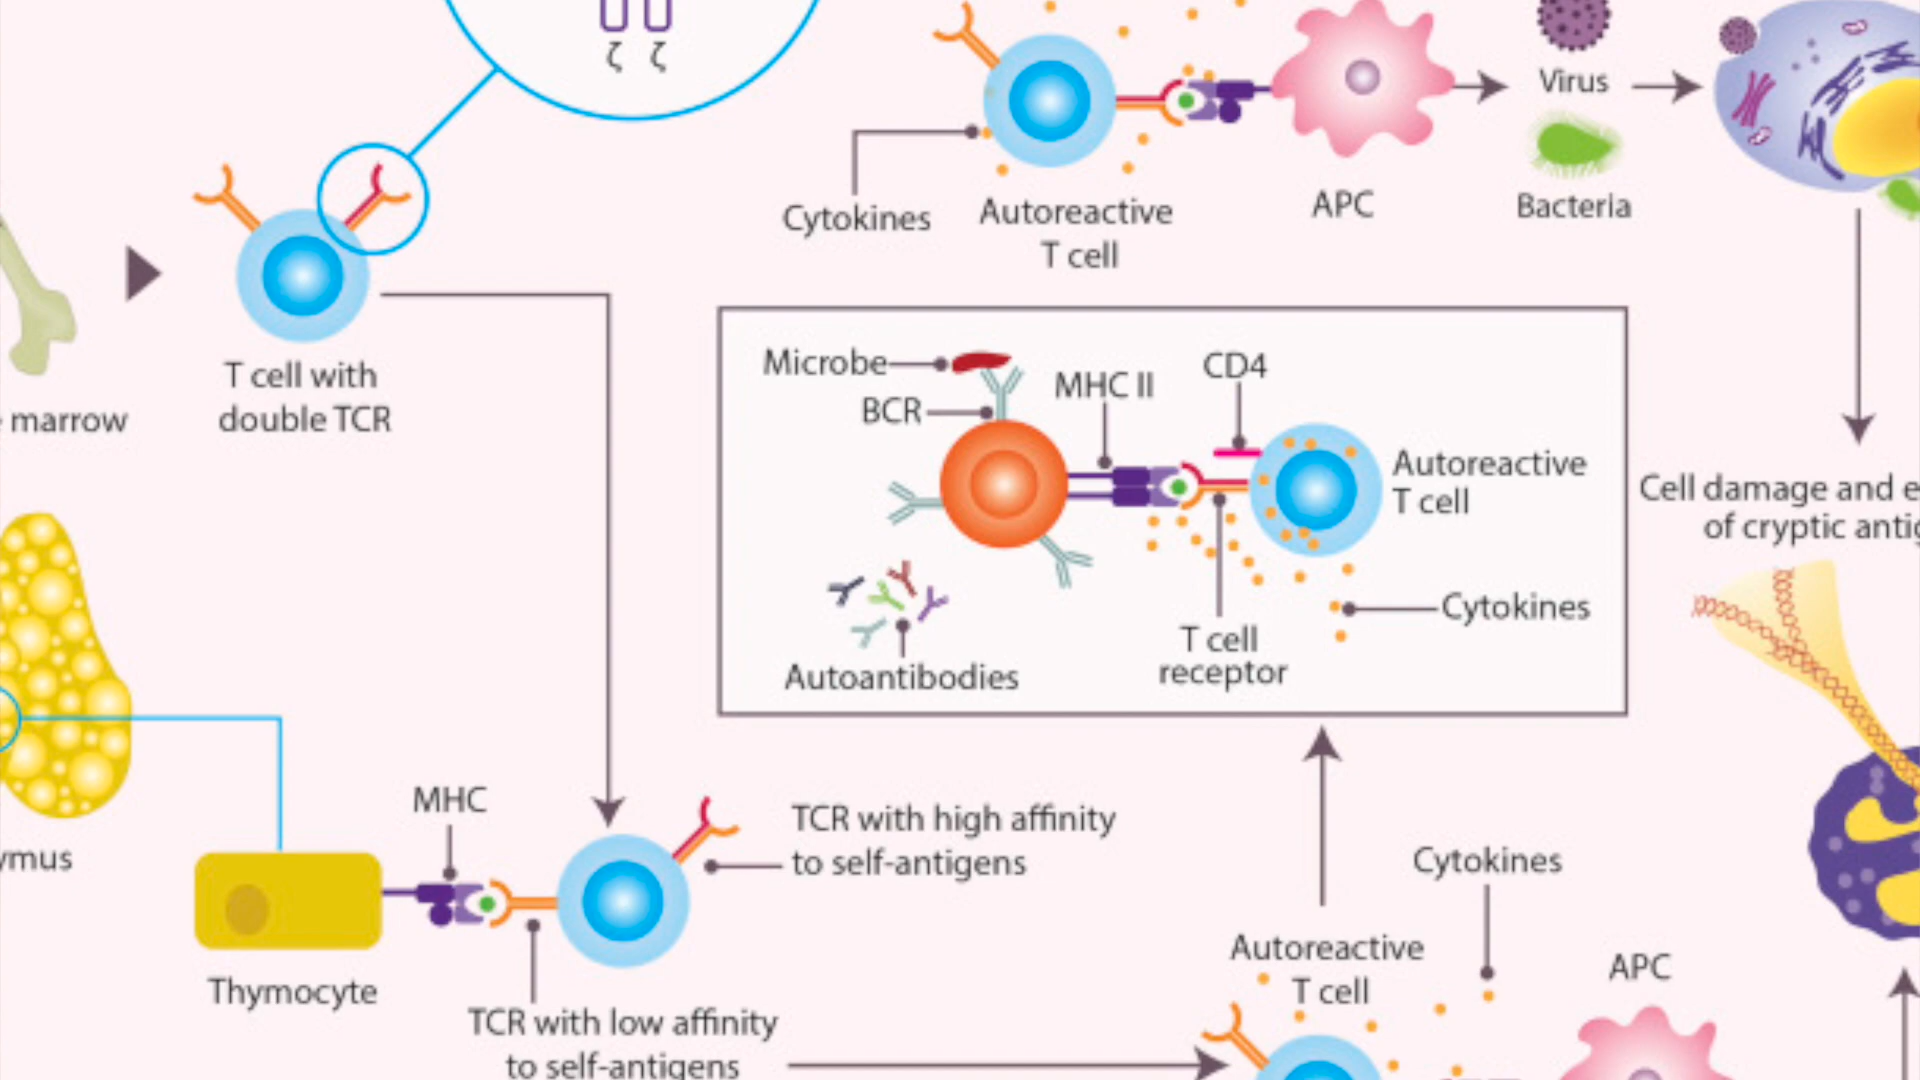 ζ ζ
Virus
Bacteria
Cytokines
Autoreactive
T cell
APC
T cell with
double TCR
marrow
Microbe
BCR
MHC II
CD4
Autoreactive
T cell
Cytokines
T cell
receptor
Autoantibodies
Cell damage and
of cryptic
MHC
TCR with high affinity
to self-antigens
Thymocyte
TCR with low affinity
to self-antigens
Cytokines
Autoreactive
T cell
APC